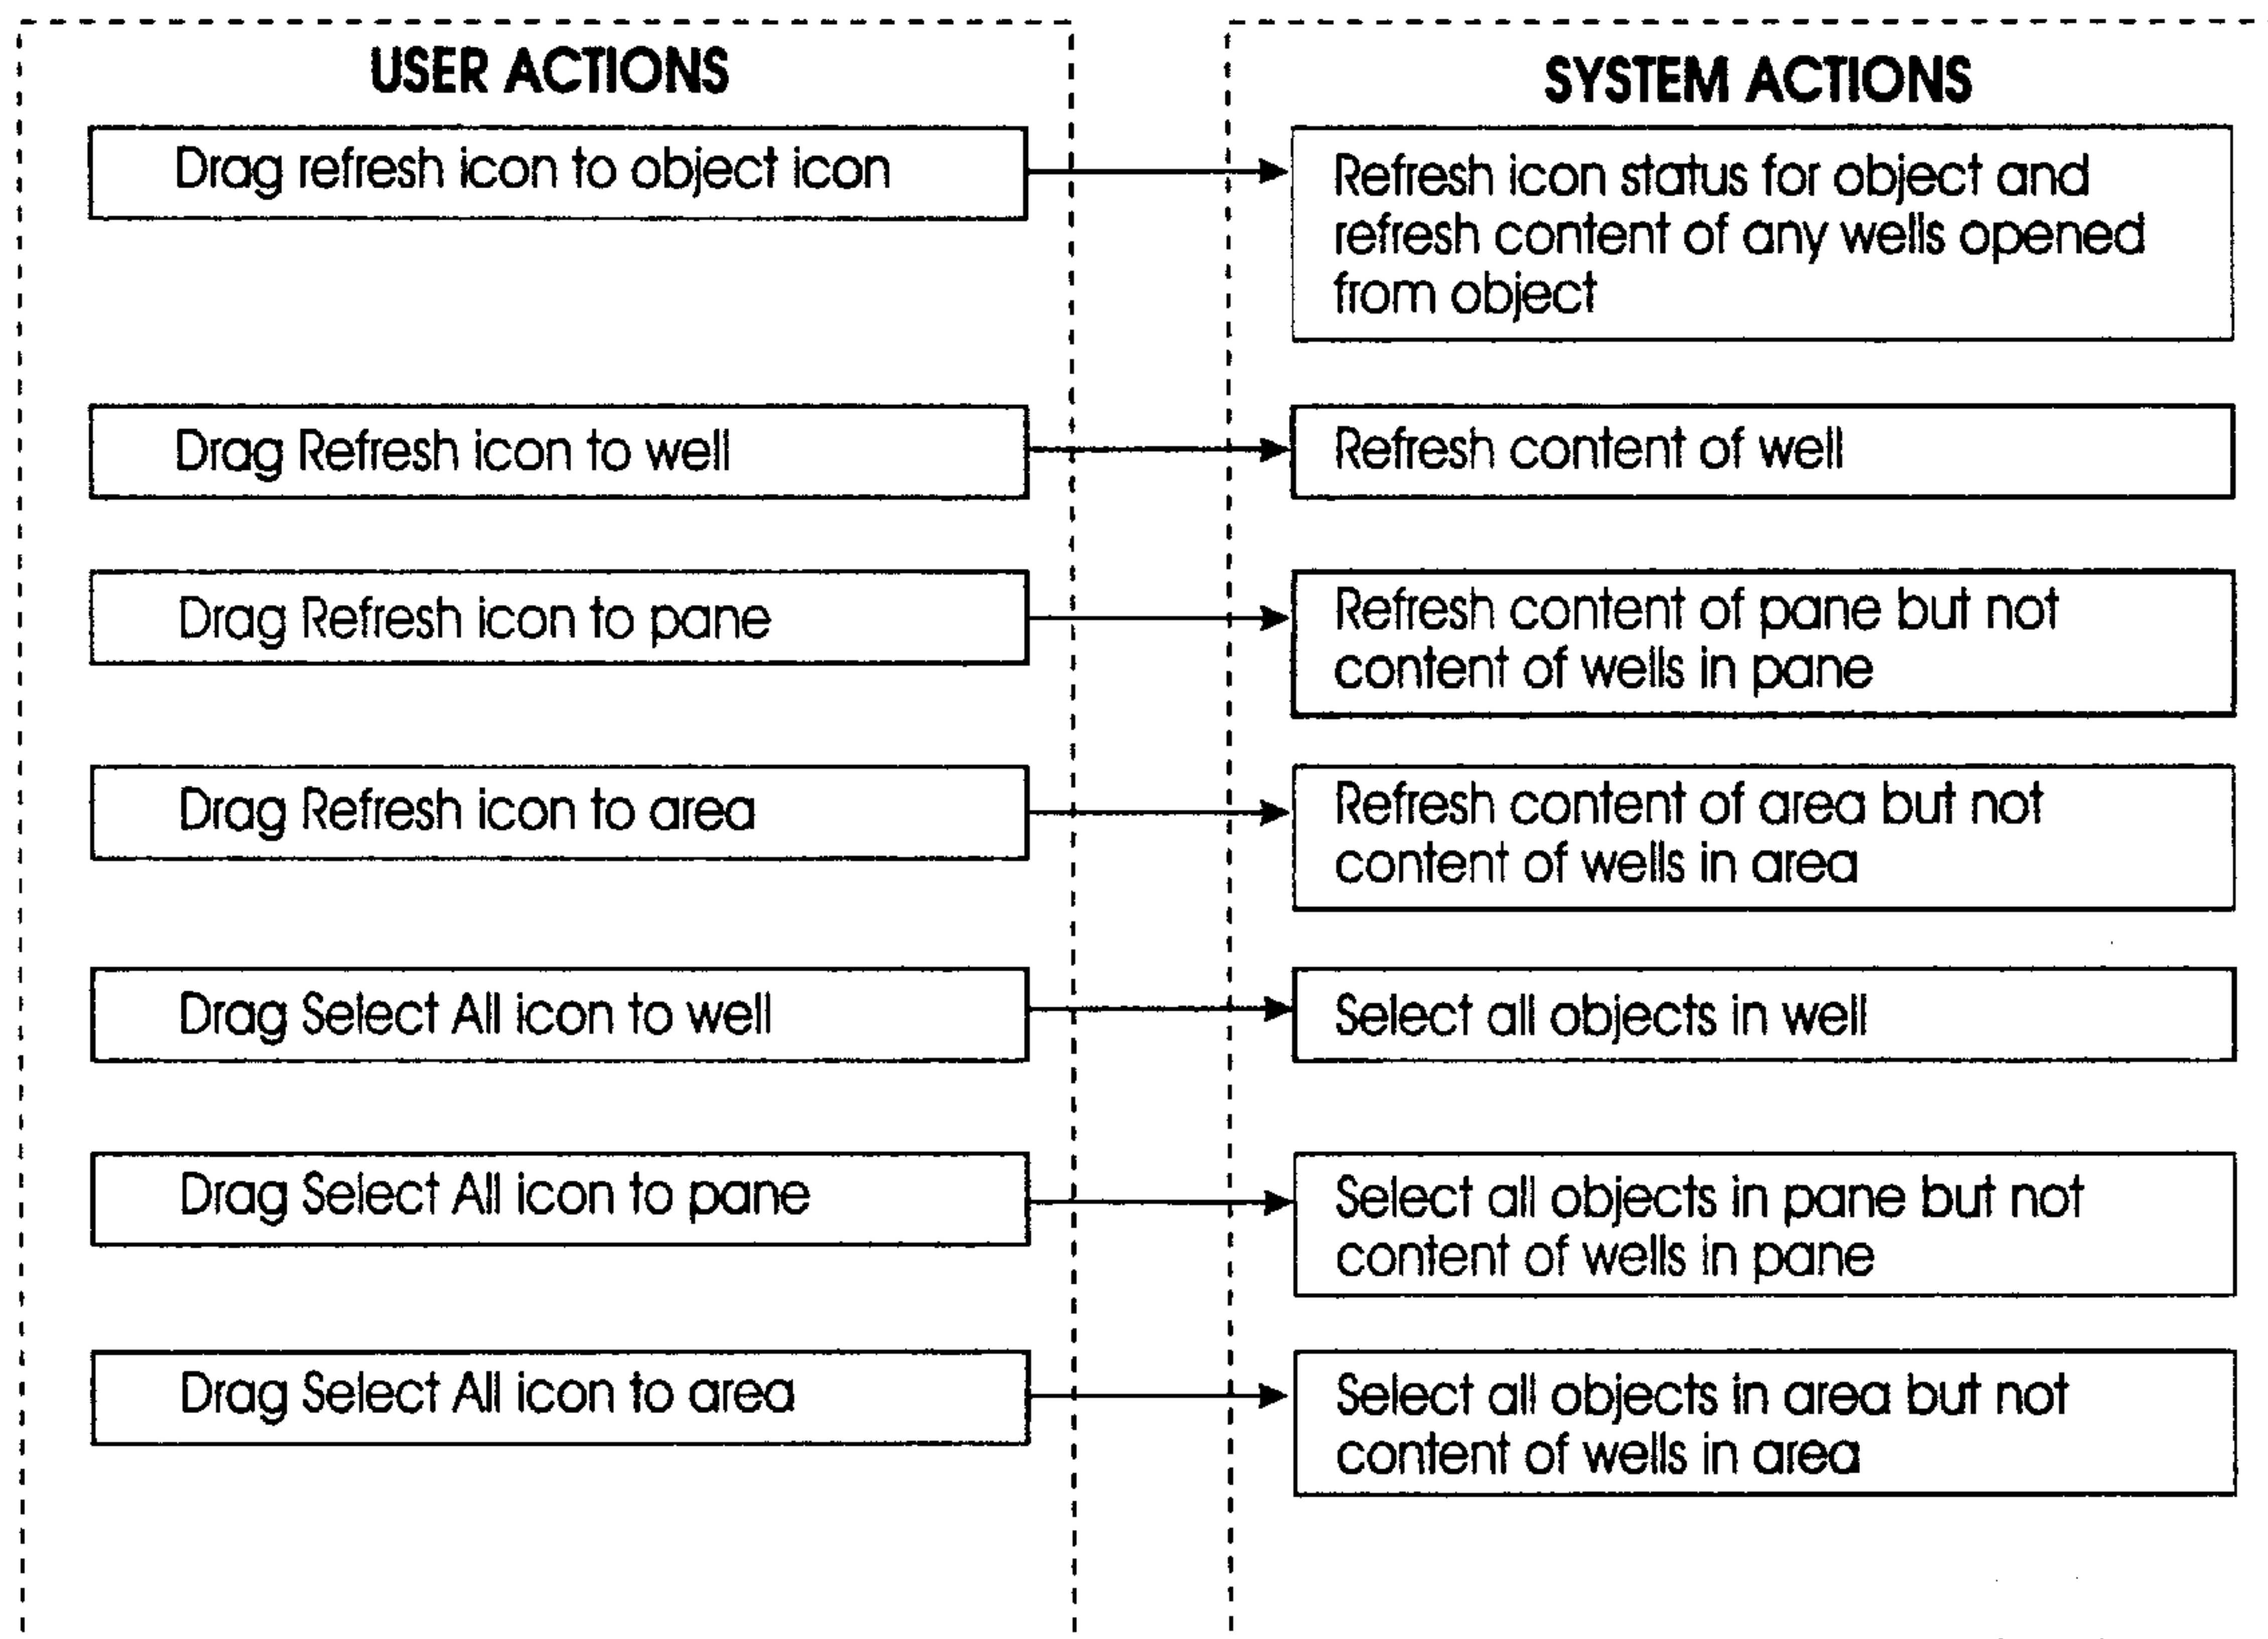 USER ACTIONS
SYSTEM ACTIONS
Drag refresh icon to object icon
Refresh icon status for object and
refresh content of any wells opened
from object
Drag Refresh icon to well
Refresh content of well
Drag Refresh icon to pane
Refresh content of pane but not
content of wells in pane
Drag Refresh icon to area
Refresh content of area but not
content of wells in area
Drag Select All icon to well
Select all objects in well
Drag Select All icon to pane
Select all objects in pane but not
content of wells in pane
Drag Select All icon to area
Select all objects in area but not
content of wells in area